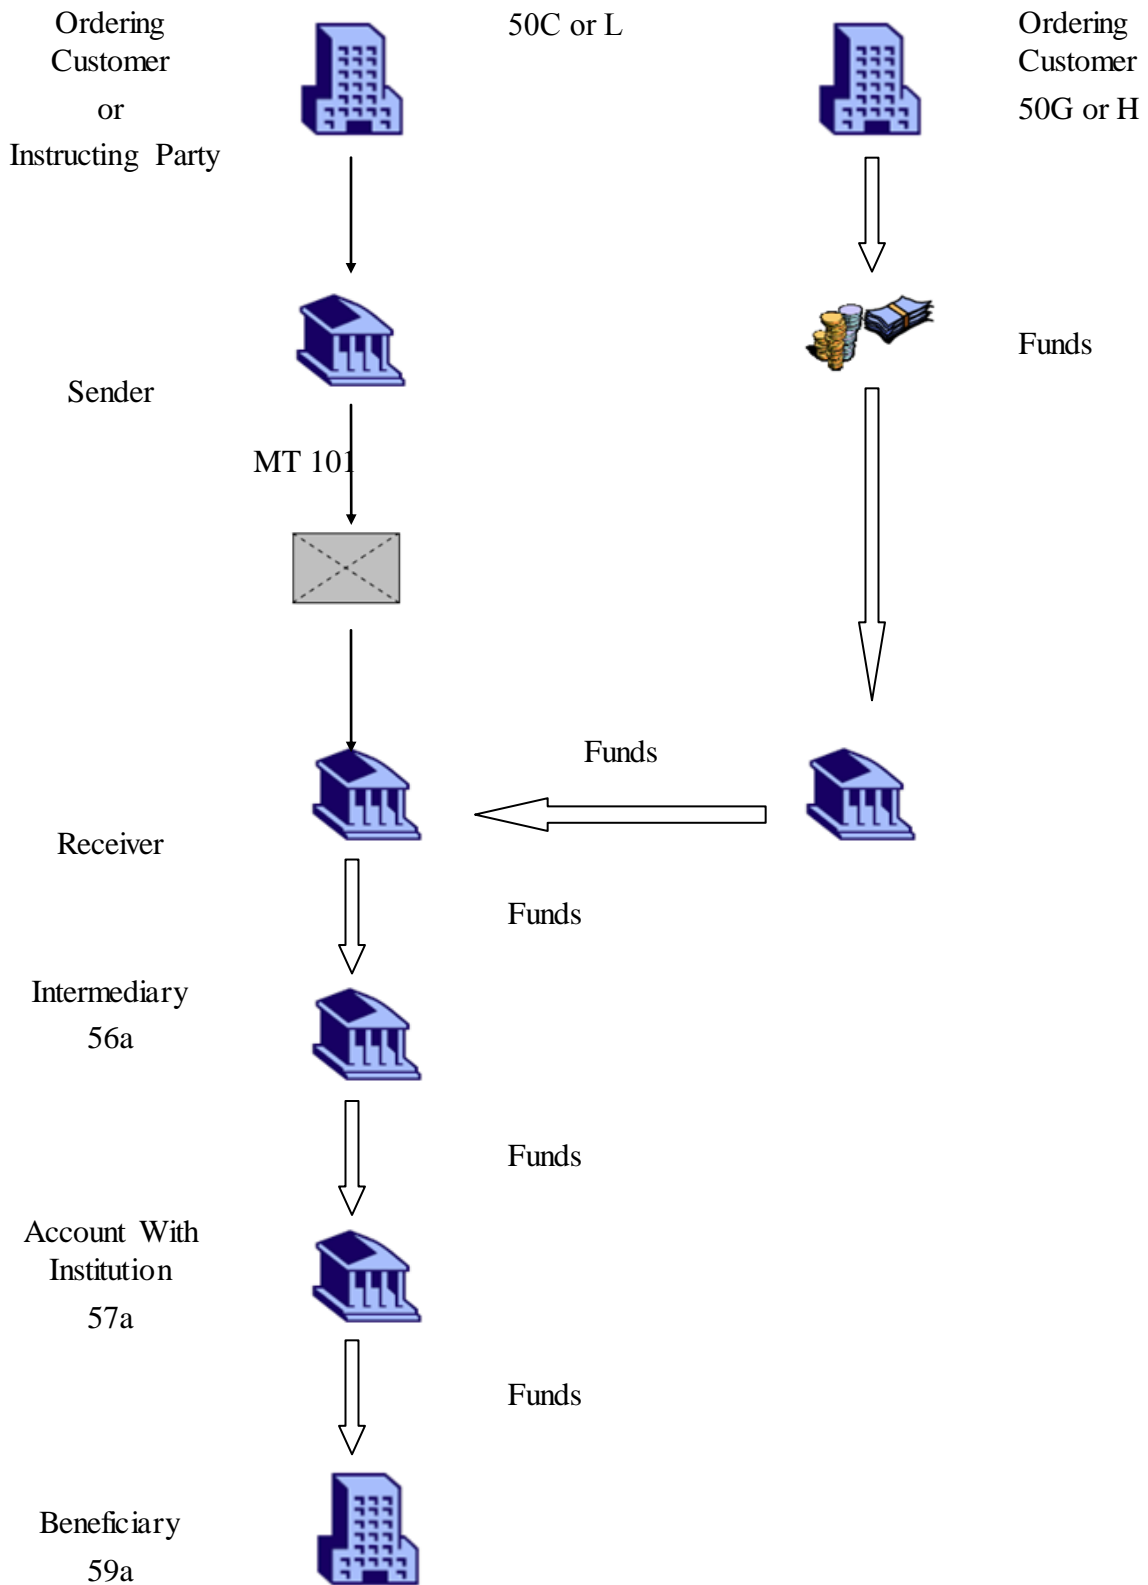 Ordering
Customer
or
Instructing Party
50C or L
Ordering
Customer
50G or H
Funds
Sender
MT 101
Funds
Receiver
Funds
Intermediary
56a
Funds
Account With
Institution
57a
Funds
Beneficiary
59a